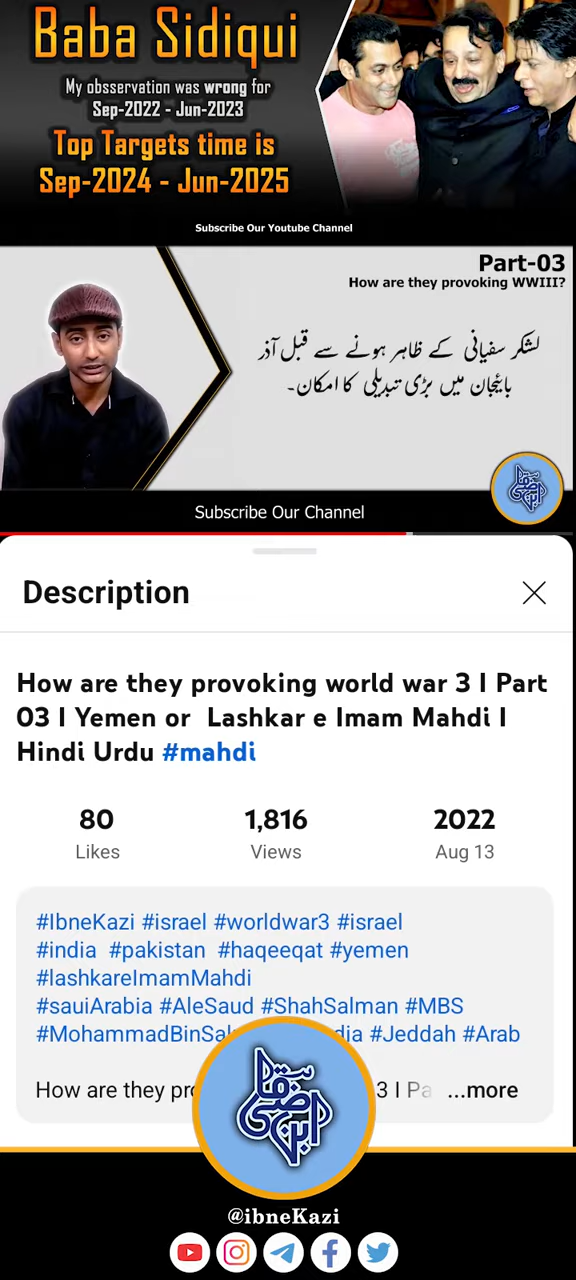 Baba Sidiqui
My obsservation was wrong for
Sep-2022 - Jun-2023
Top Targets time is
Sep-2024 - Jun-2025
Subscribe Our Youtube Channel
Part-03
How are they provoking WWIII?
لشکر سفیانی کے ظاہر ہونے سے قبل آذر
بائیجان میں بڑی تبدیلی کا امکان۔
Subscribe Our Channel
Description
How are they provoking world war 3 I Part
03 I Yemen or Lashkar e Imam Mahdi I
Hindi Urdu #mahdi
80 1,816 2022
Likes Views Aug 13
#IbneKazi #israel #worldwar3 #israel
#india #pakistan #haqeeqat #yemen
#lashkareImamMahdi
#sauiArabia #AleSaud #ShahSalman #MBS
#MohammadBinSal dia #Jeddah #Arab
How are they pro 3 I Pa ...more
ابن قاضی
@ibneKazi